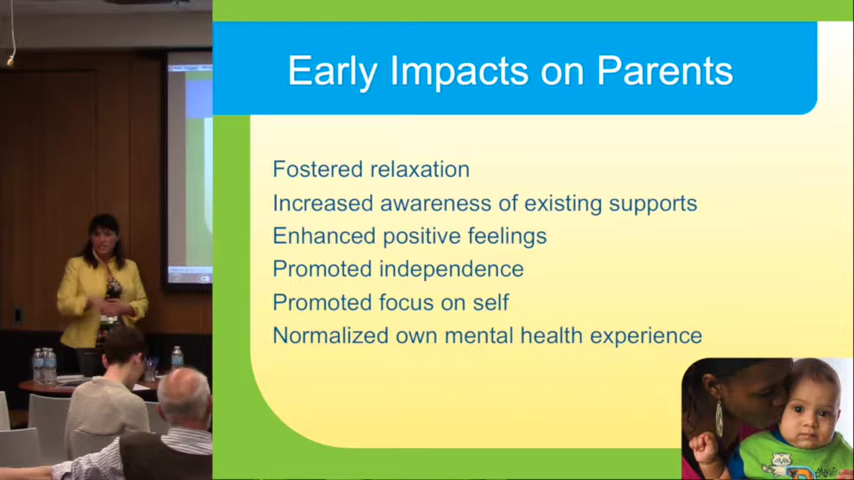 Early Impacts on Parents
Fostered relaxation
Increased awareness of existing supports
Enhanced positive feelings
Promoted independence
Promoted focus on self
Normalized own mental health experience